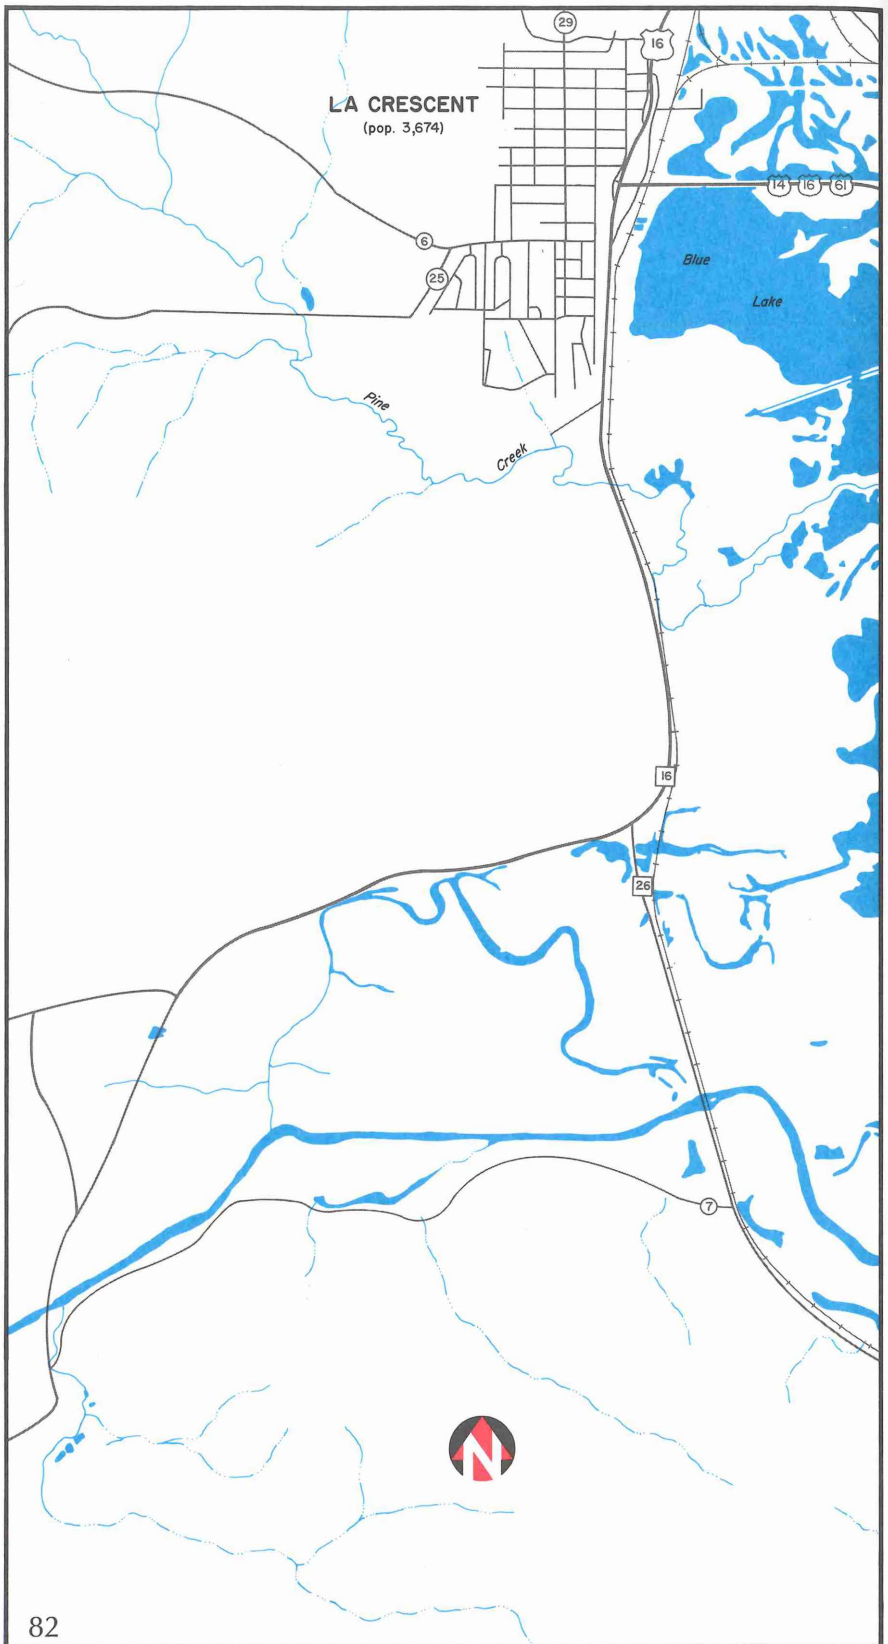 29
16
LA CRESCENT
(pop. 3,674)
14 16 61
6
Blue
25
Lake
Pine
Creek
16
26
7
N
82